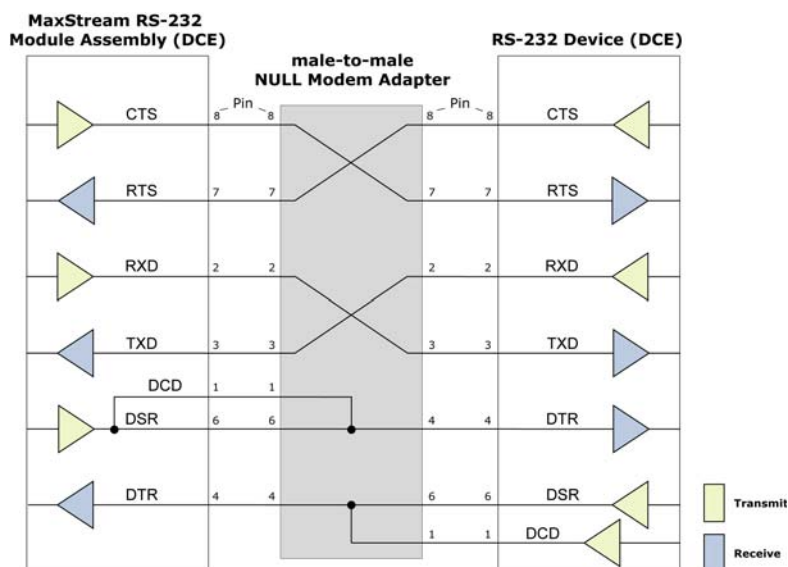 MaxStream RS-232
Module Assembly (DCE)
male-to-male
NULL Modem Adapter
RS-232 Device (DCE)
CTS 8 Pin 8 8 Pin 8 CTS
RTS 7 7 7 7 RTS
RXD 2 2 2 2 RXD
TXD 3 3 3 3 TXD
DCD 1 1
DSR 6 6 4 4 DTR
DTR 4 4 6 6 DSR
1 1 DCD
Transmit
Receive